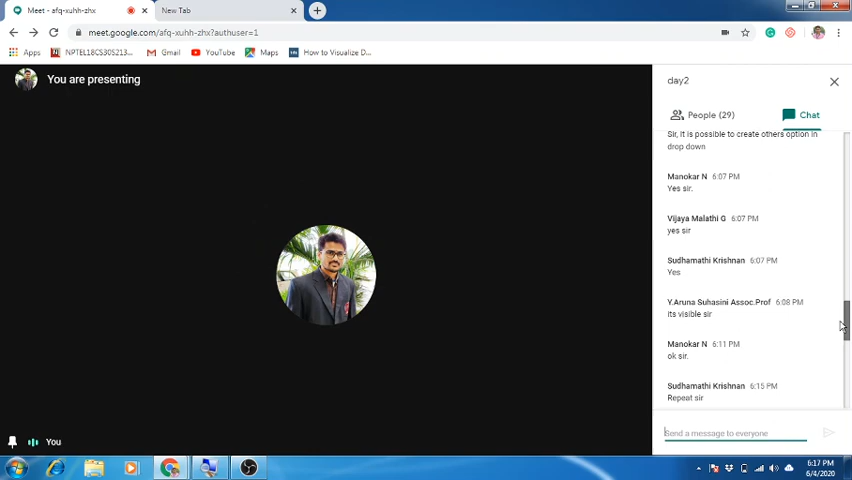 Meet - afq-xuhh-zhx
New Tab
meet.google.com/afq-xuhh-zhx?authuser=1
Apps
NPTEL18CS30S213...
Gmail
YouTube
Maps
How to Visualize D...
You are presenting
day2
People (29)
Chat
Sir, it is possible to create others option in
drop down
Manokar N 6:07 PM
Yes sir.
Vijaya Malathi G 6:07 PM
yes sir
Sudhamathi Krishnan 6:07 PM
Yes
Y.Aruna Suhasini Assoc.Prof 6:08 PM
its visible sir
Manokar N 6:11 PM
ok sir.
Sudhamathi Krishnan 6:15 PM
Repeat sir
Send a message to everyone
You
6:17 PM
6/4/2020